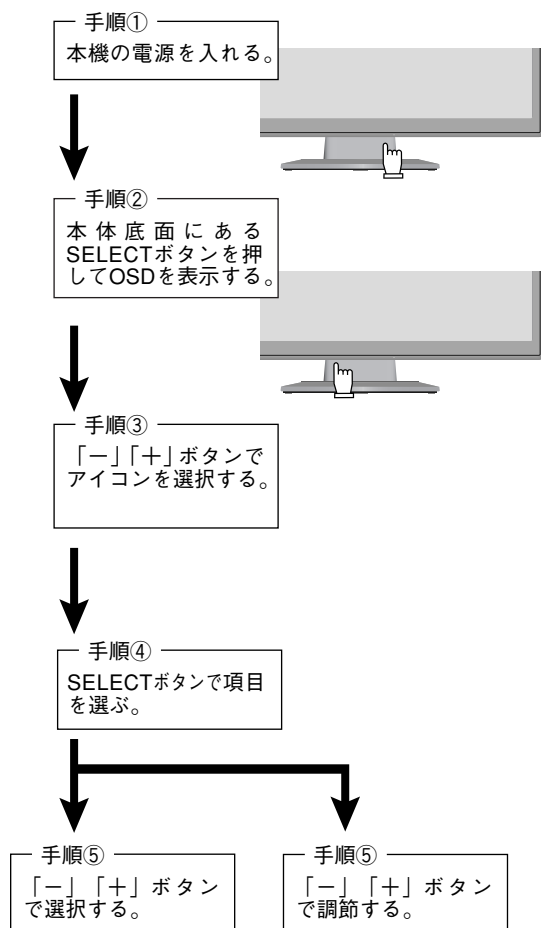 手順①
本機の電源を入れる。
手順②
本体底面にある
SELECTボタンを押
してOSDを表示する。
手順③
「－」「＋」ボタンで
アイコンを選択する。
手順④
SELECTボタンで項目
を選ぶ。
手順⑤
「－」「＋」ボタン
で選択する。
手順⑤
「－」「＋」ボタン
で調節する。